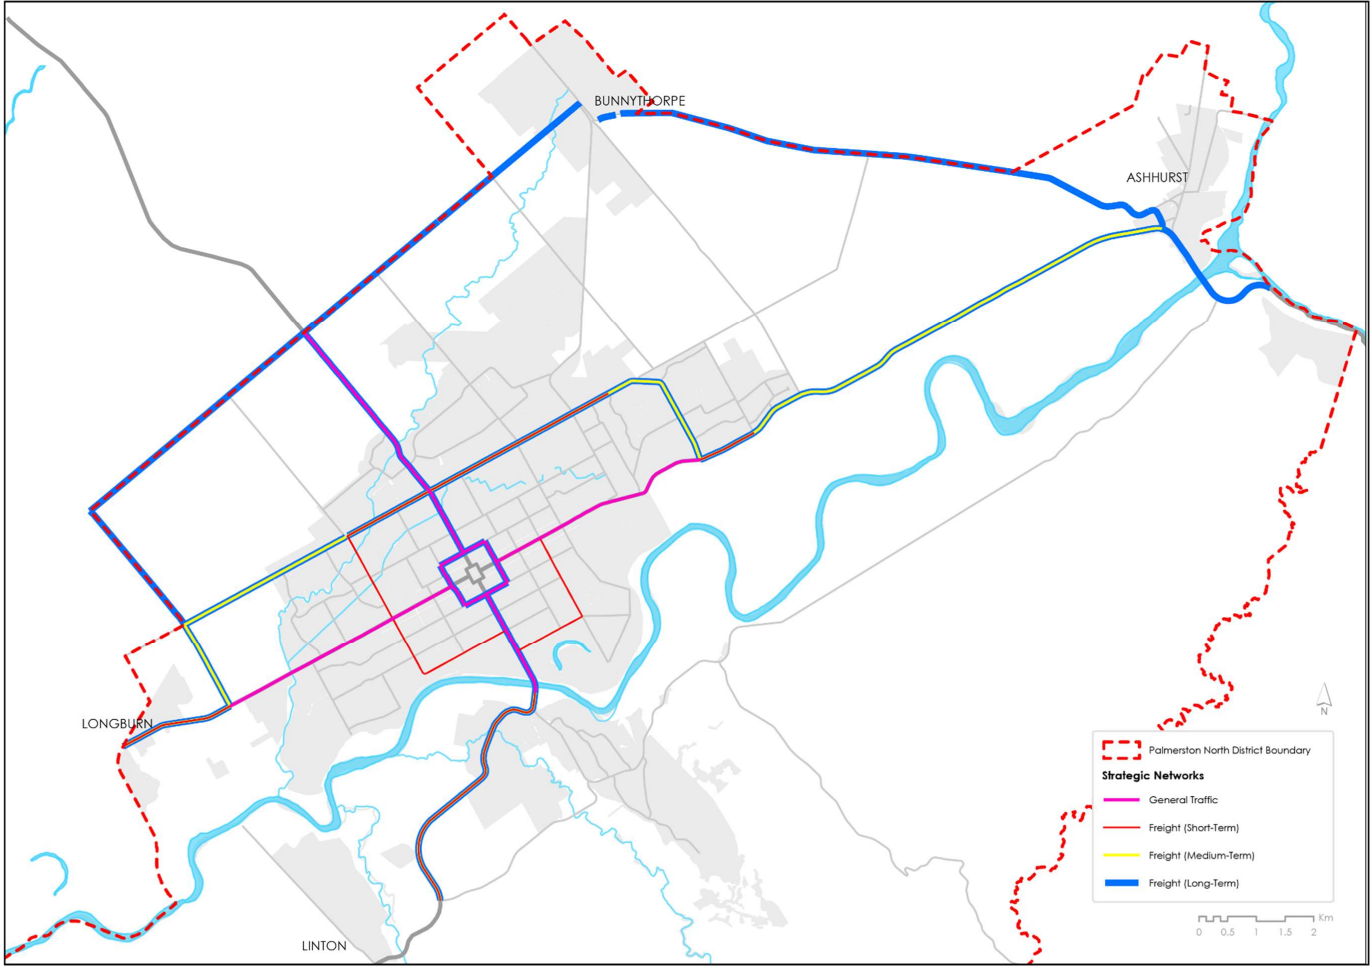 BUNNYTHORPE
ASHHURST
LONGBURN
LINTON
N
Palmerston North District Boundary
Strategic Networks
General Traffic
Freight (Short-Term)
Freight (Medium-Term)
Freight (Long-Term)
Km
0 0.5 1 1.5 2